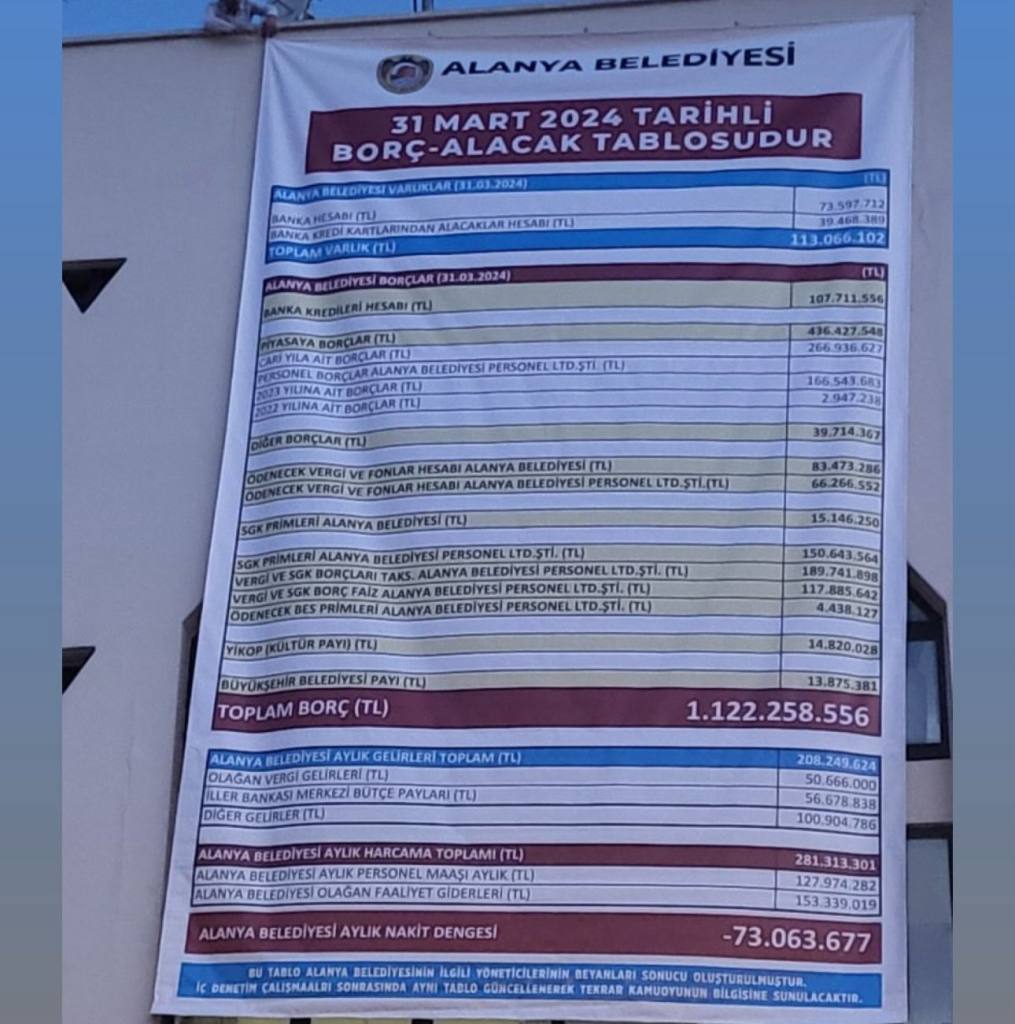 ALANYA BELEDİYESİ
31 MART 2024 TARİHLİ
BORÇ-ALACAK TABLOSUDUR
ALANYA BELEDİYESİ VARLIKLAR (31.03.2024) (TL)
BANKA HESABI (TL) 73.597.712
BANKA KREDİ KARTLARINDAN ALACAKLAR HESABI (TL) 39.468.389
TOPLAM VARLIK (TL) 113.066.102
ALANYA BELEDİYESİ BORÇLAR (31.03.2024) (TL)
BANKA KREDİLERİ HESABI (TL) 107.711.556
PİYASAYA BORÇLAR (TL) 436.427.548
CARİ YILA AİT BORÇLAR (TL) 266.936.627
PERSONEL BORÇLAR ALANYA BELEDİYESİ PERSONEL LTD.ŞTİ. (TL)
2023 YILINA AİT BORÇLAR (TL) 166.543.683
2022 YILINA AİT BORÇLAR (TL) 2.947.238
DİĞER BORÇLAR (TL) 39.714.367
ÖDENECEK VERGİ VE FONLAR HESABI ALANYA BELEDİYESİ (TL) 83.473.286
ÖDENECEK VERGİ VE FONLAR HESABI ALANYA BELEDİYESİ PERSONEL LTD.ŞTİ.(TL) 66.266.552
SGK PRİMLERİ ALANYA BELEDİYESİ (TL) 15.146.250
SGK PRİMLERİ ALANYA BELEDİYESİ PERSONEL LTD.ŞTİ. (TL) 150.643.564
VERGİ VE SGK BORÇLARI TAKS. ALANYA BELEDİYESİ PERSONEL LTD.ŞTİ. (TL) 189.741.898
VERGİ VE SGK BORÇ FAİZ ALANYA BELEDİYESİ PERSONEL LTD.ŞTİ. (TL) 117.885.642
ÖDENECEK BES PRİMLERİ ALANYA BELEDİYESİ PERSONEL LTD.ŞTİ. (TL) 4.438.127
YİKOP (KÜLTÜR PAYI) (TL) 14.820.028
BÜYÜKŞEHİR BELEDİYESİ PAYI (TL) 13.875.381
TOPLAM BORÇ (TL) 1.122.258.556
ALANYA BELEDİYESİ AYLIK GELİRLERİ TOPLAM (TL) 208.249.624
OLAĞAN VERGİ GELİRLERİ (TL) 50.666.000
İLLER BANKASI MERKEZİ BÜTÇE PAYLARI (TL) 56.678.838
DİĞER GELİRLER (TL) 100.904.786
ALANYA BELEDİYESİ AYLIK HARCAMA TOPLAMI (TL) 281.313.301
ALANYA BELEDİYESİ AYLIK PERSONEL MAAŞI AYLIK (TL) 127.974.282
ALANYA BELEDİYESİ OLAĞAN FAALİYET GİDERLERİ (TL) 153.339.019
ALANYA BELEDİYESİ AYLIK NAKİT DENGESİ -73.063.677
BU TABLO ALANYA BELEDİYESİNİN İLGİLİ YÖNETİCİLERİNİN BEYANLARI SONUCU OLUŞTURULMUŞTUR.
İÇ DENETİM ÇALIŞMAALRI SONRASINDA AYNI TABLO GÜNCELLENEREK TEKRAR KAMUOYUNUN BİLGİSİNE SUNULACAKTIR.